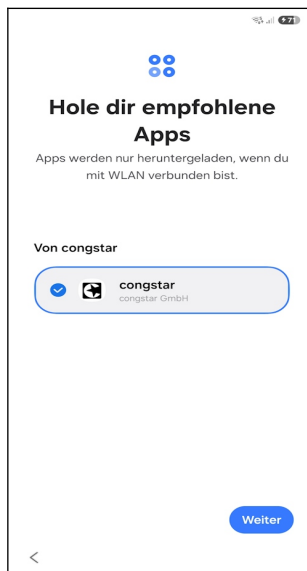 71
Hole dir empfohlene
Apps
Apps werden nur heruntergeladen, wenn du
mit WLAN verbunden bist.
Von congstar
congstar
congstar GmbH
Weiter